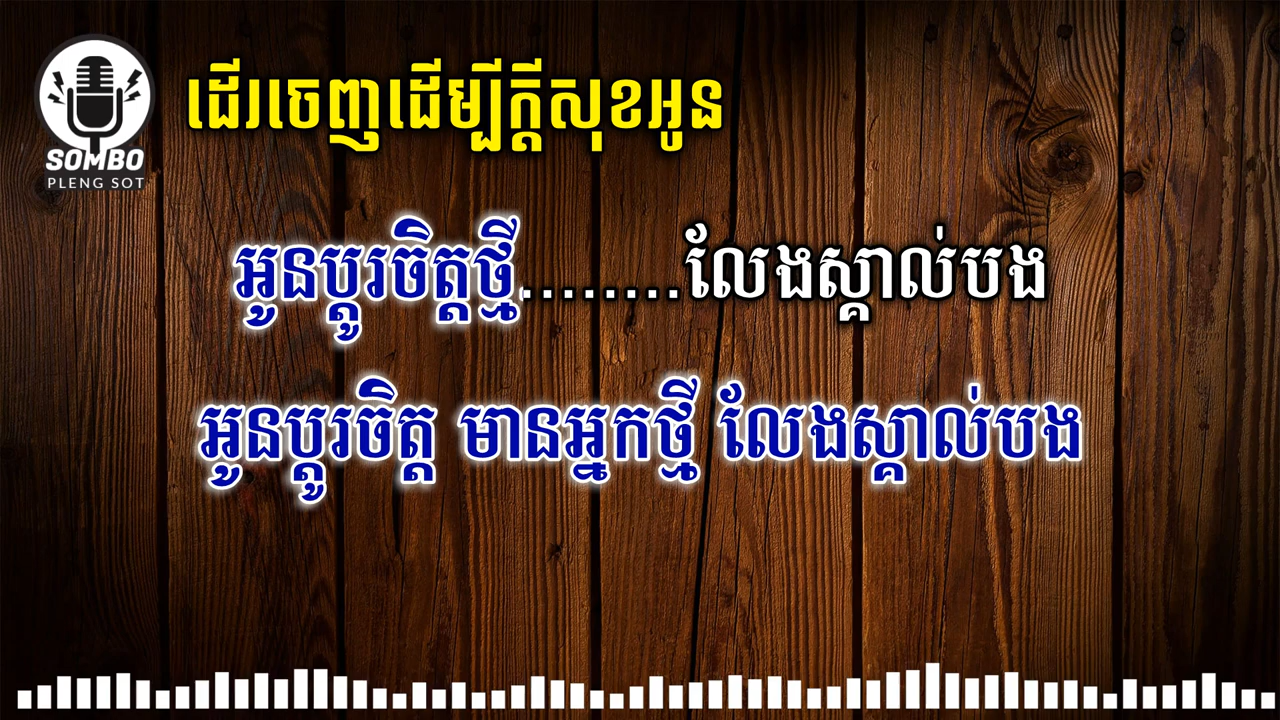 SOMBO
PLENG SOT
ដើរចេញដើម្បីក្ដីសុខអូន
អូនប្ដូរចិត្តថ្មី........លែងស្គាល់បង
អូនប្ដូរចិត្ត មានអ្នកថ្មី លែងស្គាល់បង